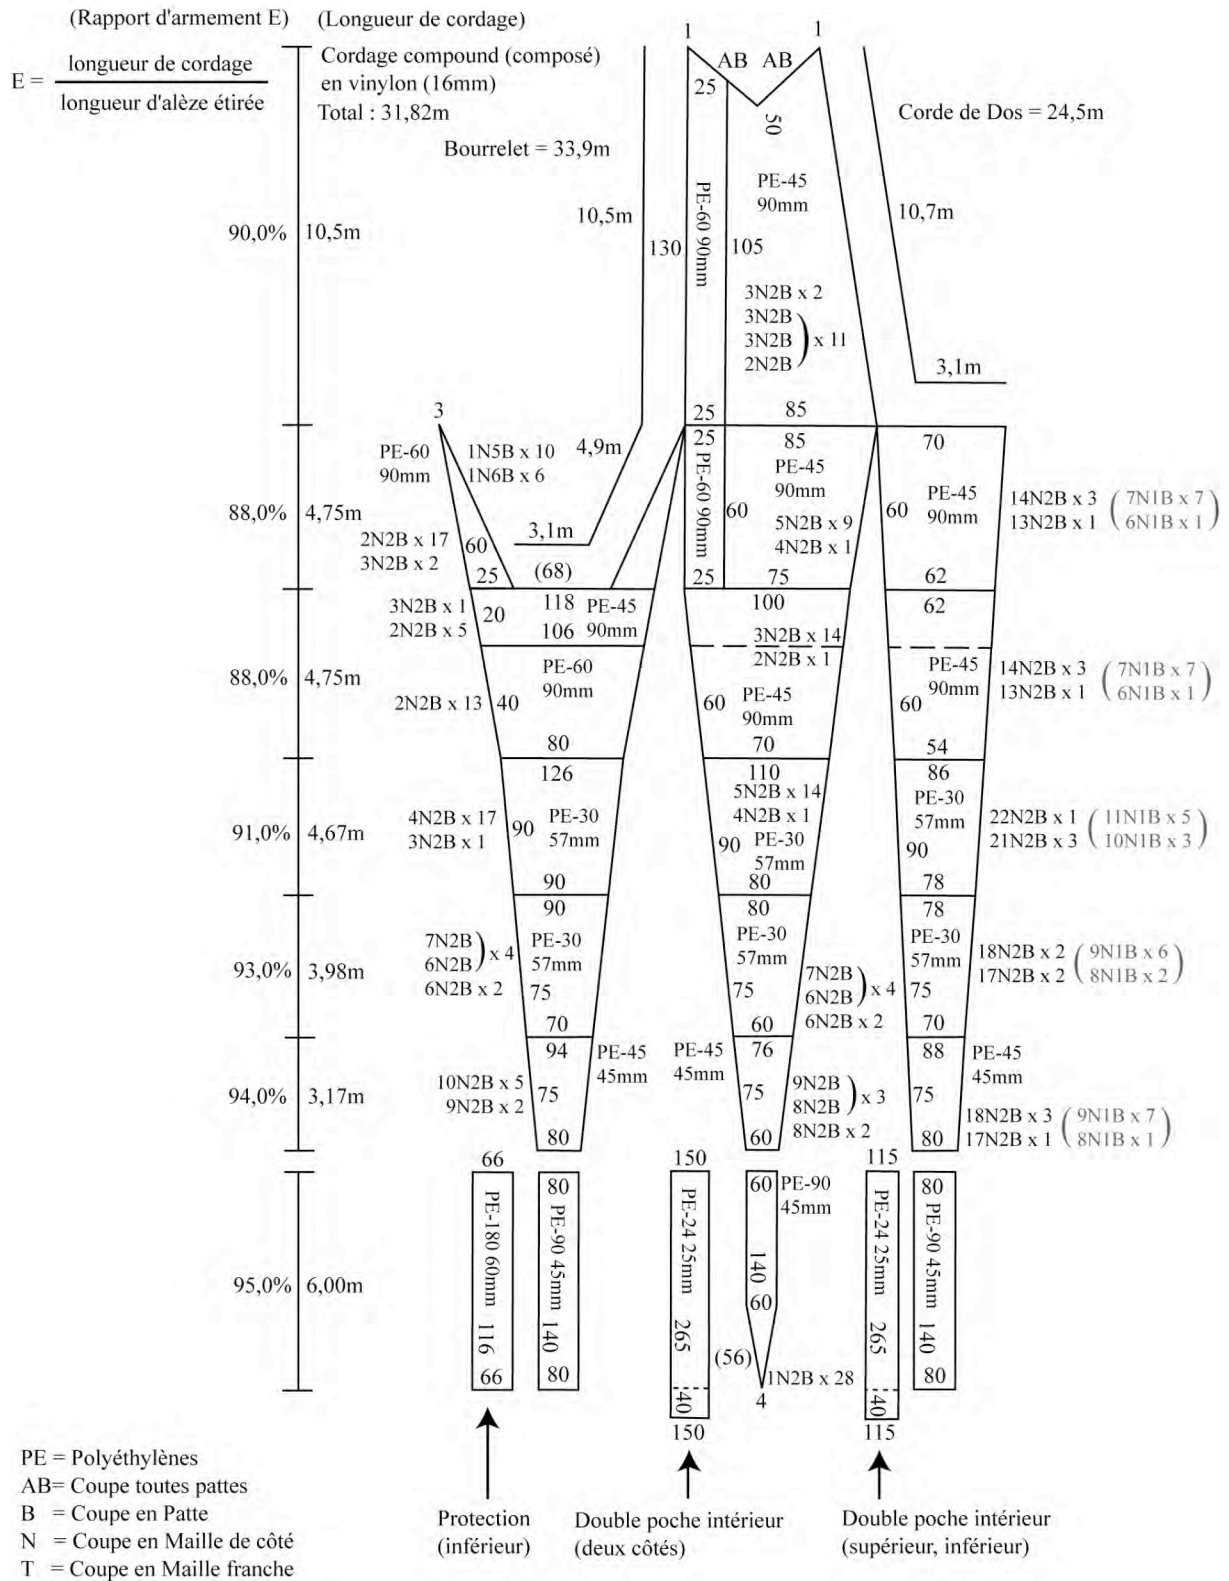 (Rapport d'armement E)
(Longueur de cordage)
E = longueur de cordage
longueur d'alèze étirée
Cordage compound (composé)
en vinylon (16mm)
Total : 31,82m
Bourrelet = 33,9m
Corde de Dos = 24,5m
1
1
AB AB
25
50
PE-45
90mm
PE-60 90mm
90,0% 10,5m
10,5m
130
105
10,7m
3N2B x 2
3N2B
3N2B
2N2B
) x 11
3,1m
25
85
3
PE-60
90mm
1N5B x 10
1N6B x 6
4,9m
25
85
70
PE-60 90mm
PE-45
90mm
PE-45
90mm
88,0% 4,75m
2N2B x 17
3N2B x 2
60
3,1m
60
5N2B x 9
4N2B x 1
60
14N2B x 3
13N2B x 1
( 7N1B x 7
6N1B x 1 )
25
(68)
25
75
62
3N2B x 1
2N2B x 5
20
118
106
PE-45
90mm
100
62
3N2B x 14
2N2B x 1
88,0% 4,75m
PE-60
90mm
2N2B x 13
40
60
PE-45
90mm
PE-45
90mm
60
14N2B x 3
13N2B x 1
( 7N1B x 7
6N1B x 1 )
80
70
54
126
110
86
91,0% 4,67m
4N2B x 17
3N2B x 1
90
PE-30
57mm
5N2B x 14
4N2B x 1
90
PE-30
57mm
PE-30
57mm
90
22N2B x 1
21N2B x 3
( 11N1B x 5
10N1B x 3 )
90
80
78
90
80
78
93,0% 3,98m
7N2B
6N2B
) x 4
6N2B x 2
PE-30
57mm
75
PE-30
57mm
75
7N2B
6N2B
) x 4
6N2B x 2
PE-30
57mm
75
18N2B x 2
17N2B x 2
( 9N1B x 6
8N1B x 2 )
70
60
70
94
PE-45
45mm
PE-45
45mm
76
88
PE-45
45mm
94,0% 3,17m
10N2B x 5
9N2B x 2
75
75
9N2B
8N2B
) x 3
8N2B x 2
75
18N2B x 3
17N2B x 1
( 9N1B x 7
8N1B x 1 )
80
60
80
66
150
115
95,0% 6,00m
PE-180 60mm 116
66
80
PE-90 45mm 140
80
PE-24 25mm 265
40
150
60
PE-90
45mm
140
60
(56)
1N2B x 28
4
PE-24 25mm 265
40
115
80
PE-90 45mm 140
80
PE = Polyéthylènes
AB= Coupe toutes pattes
B = Coupe en Patte
N = Coupe en Maille de côté
T = Coupe en Maille franche
Protection
(inférieur)
Double poche intérieur
(deux côtés)
Double poche intérieur
(supérieur, inférieur)